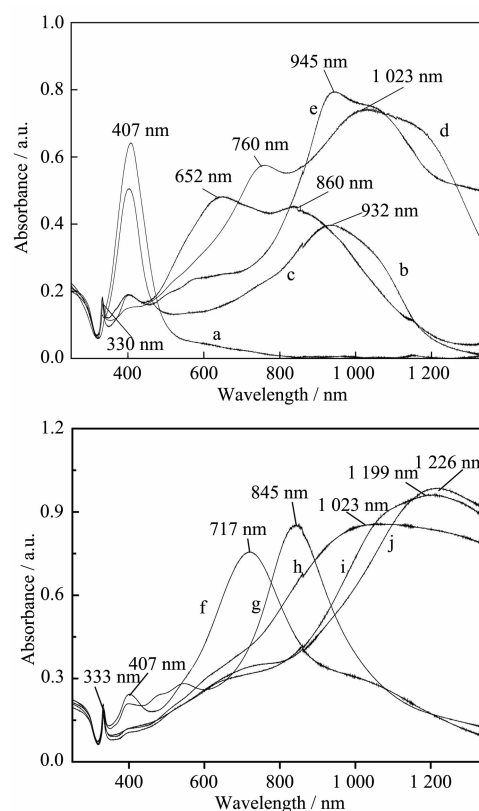 1.0
0.8
0.6
0.4
0.2
0.0
Absorbance / a.u.
407 nm
330 nm
652 nm
760 nm
945 nm
1 023 nm
860 nm
932 nm
a
b
c
d
e
400 600 800 1 000 1 200
Wavelength / nm
1.2
0.9
0.6
0.3
0.0
Absorbance / a.u.
333 nm
407 nm
717 nm
845 nm
1 023 nm
1 199 nm
1 226 nm
f
g
h
i
j
400 600 800 1 000 1 200
Wavelength / nm